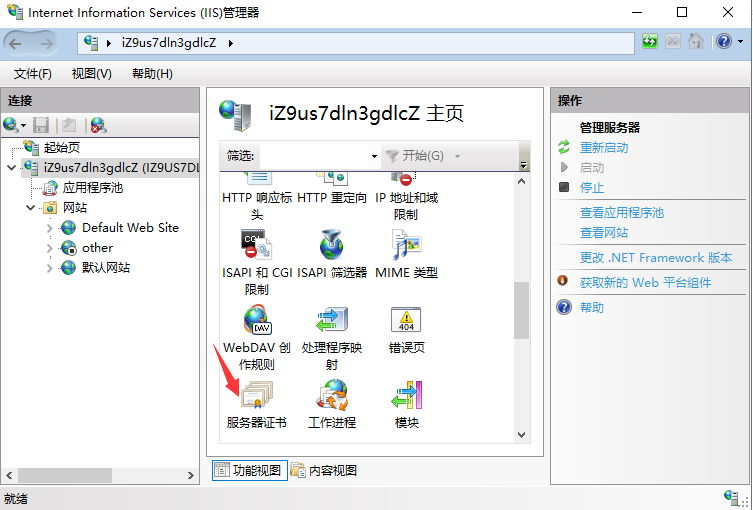 Internet Information Services (IIS)管理器
iZ9us7dln3gdlcZ
文件(F) 视图(V) 帮助(H)
连接
起始页
iZ9us7dln3gdlcZ (IZ9US7DL
应用程序池
网站
Default Web Site
other
默认网站
iZ9us7dln3gdlcZ 主页
筛选:
开始(G)
HTTP 响应标
头
HTTP 重定向
IP 地址和域
限制
CGI
ISAPI 和 CGI
限制
ISAPI 筛选器
MIME 类型
DAV
WebDAV 创
作规则
处理程序映
射
404
错误页
服务器证书
工作进程
模块
功能视图
内容视图
操作
管理服务器
重新启动
启动
停止
查看应用程序池
查看网站
更改 .NET Framework 版本
获取新的 Web 平台组件
帮助
就绪